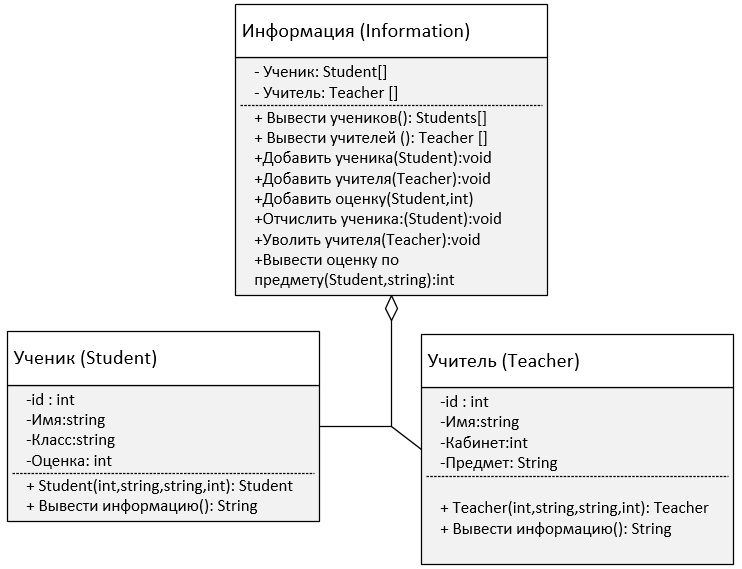 Информация (Information)
- Ученик: Student[]
- Учитель: Teacher []
+ Вывести учеников(): Students[]
+ Вывести учителей (): Teacher []
+Добавить ученика(Student):void
+Добавить учителя(Teacher):void
+Добавить оценку(Student,int)
+Отчислить ученика:(Student):void
+Уволить учителя(Teacher):void
+Вывести оценку по
предмету(Student,string):int
Ученик (Student)
-id : int
-Имя:string
-Класс:string
-Оценка: int
+ Student(int,string,string,int): Student
+ Вывести информацию(): String
Учитель (Teacher)
-id : int
-Имя:string
-Кабинет:int
-Предмет: String
+ Teacher(int,string,string,int): Teacher
+ Вывести информацию(): String